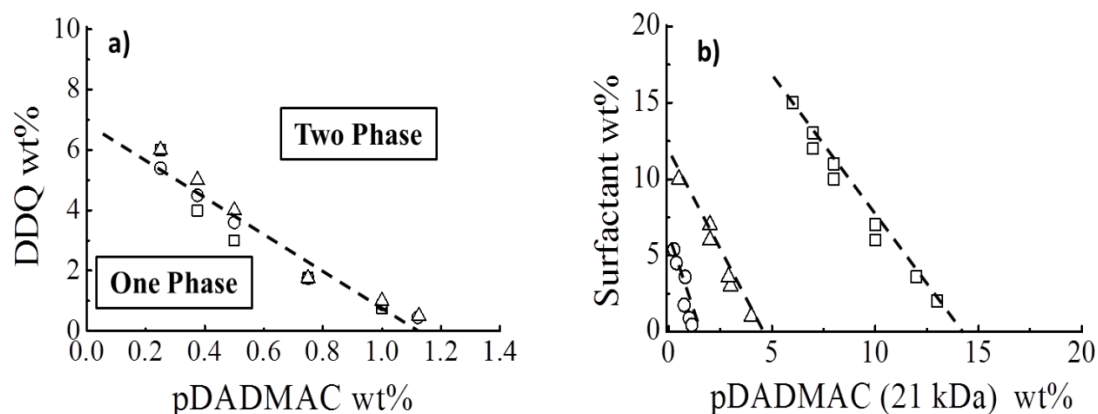 a)
DDQ wt%
10
8
6
4
2
0
Two Phase
One Phase
0.0 0.2 0.4 0.6 0.8 1.0 1.2 1.4
pDADMAC wt%
b)
Surfactant wt%
20
15
10
5
0
0 5 10 15 20
pDADMAC (21 kDa) wt%